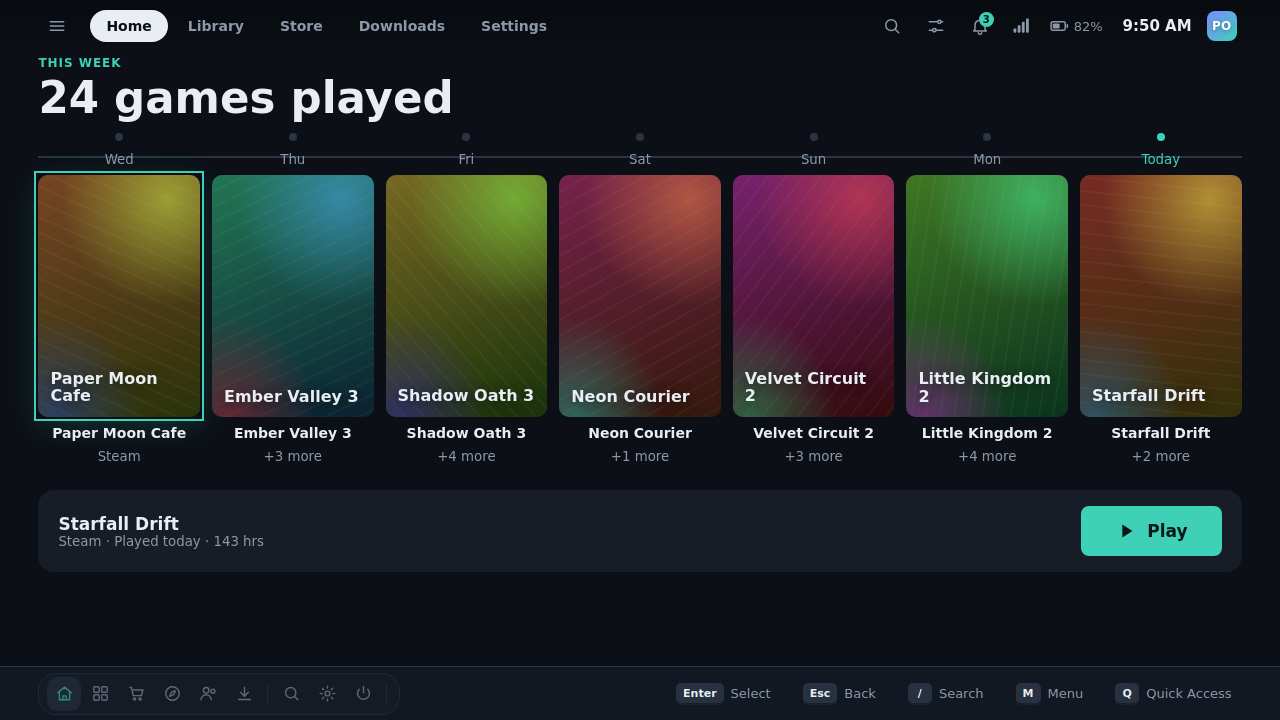 Home Library Store Downloads Settings 3 82% 9:50 AM PO
THIS WEEK
24 games played
Wed Thu Fri Sat Sun Mon Today
Paper Moon
Cafe
Ember Valley 3
Shadow Oath 3
Neon Courier
Velvet Circuit
2
Little Kingdom
2
Starfall Drift
Paper Moon Cafe Ember Valley 3 Shadow Oath 3 Neon Courier Velvet Circuit 2 Little Kingdom 2 Starfall Drift
Steam +3 more +4 more +1 more +3 more +4 more +2 more
Starfall Drift
Steam · Played today · 143 hrs
Play
Enter Select Esc Back / Search M Menu Q Quick Access